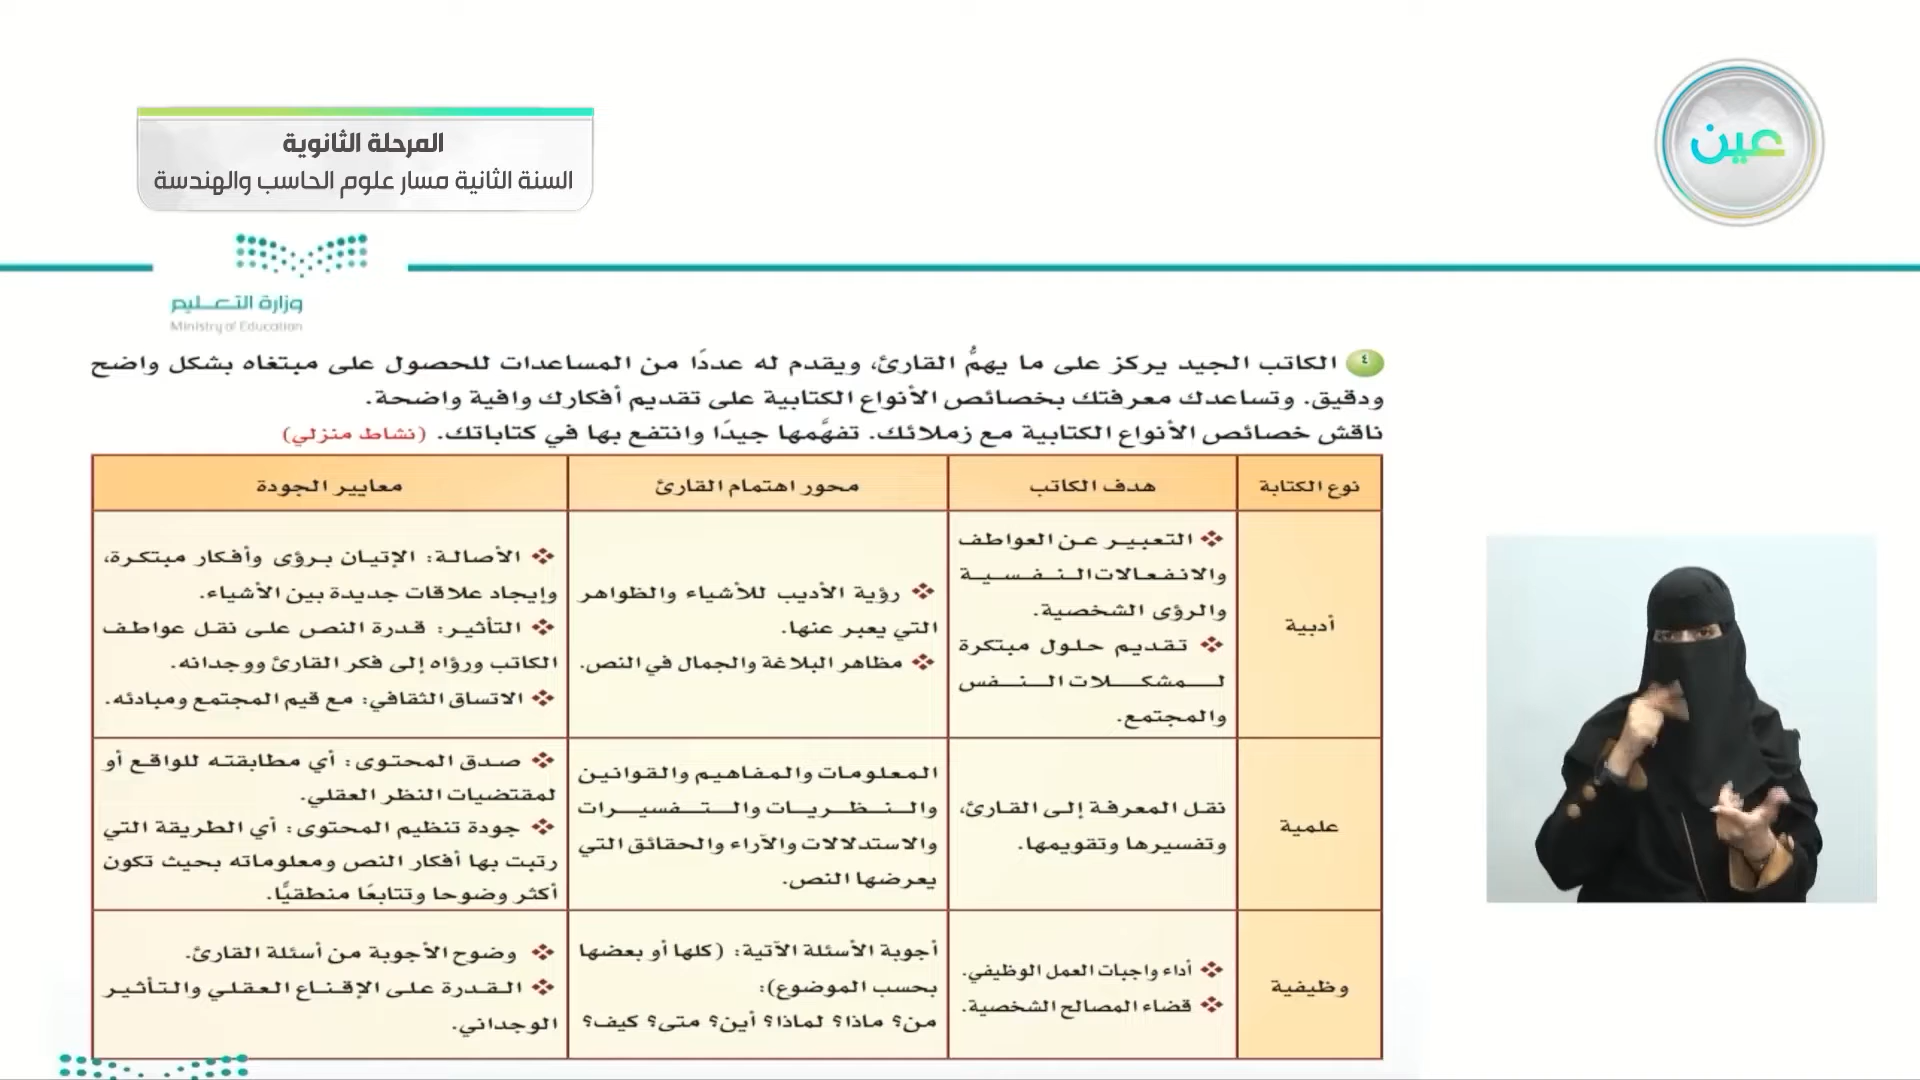 المرحلة الثانوية
السنة الثانية مسار علوم الحاسب والهندسة
عين
وزارة التعليم
Ministry of Education
٤ الكاتب الجيد يركز على ما يهمُّ القارئ، ويقدم له عددًا من المساعدات للحصول على مبتغاه بشكل واضح
ودقيق. وتساعدك معرفتك بخصائص الأنواع الكتابية على تقديم أفكارك وافية واضحة.
ناقش خصائص الأنواع الكتابية مع زملائك. تفهَّمها جيدًا وانتفع بها في كتاباتك. (نشاط منزلي)
نوع الكتابة
هدف الكاتب
محور اهتمام القارئ
معايير الجودة
أدبية
التعبير عن العواطف
والانفعالات النفسية
والرؤى الشخصية.
تقديم حلول مبتكرة
لمشكلات النفس
والمجتمع.
رؤية الأديب للأشياء والظواهر
التي يعبر عنها.
مظاهر البلاغة والجمال في النص.
الأصالة: الإتيان برؤى وأفكار مبتكرة،
وإيجاد علاقات جديدة بين الأشياء.
التأثير: قدرة النص على نقل عواطف
الكاتب ورؤاه إلى فكر القارئ ووجدانه.
الاتساق الثقافي: مع قيم المجتمع ومبادئه.
علمية
نقل المعرفة إلى القارئ،
وتفسيرها وتقويمها.
المعلومات والمفاهيم والقوانين
والنظريات والتفسيرات
والاستدلالات والآراء والحقائق التي
يعرضها النص.
صدق المحتوى: أي مطابقته للواقع أو
لمقتضيات النظر العقلي.
جودة تنظيم المحتوى: أي الطريقة التي
رتبت بها أفكار النص ومعلوماته بحيث تكون
أكثر وضوحا وتتابعًا منطقيًّا.
وظيفية
أداء واجبات العمل الوظيفي.
قضاء المصالح الشخصية.
أجوبة الأسئلة الآتية: (كلها أو بعضها
بحسب الموضوع):
من؟ ماذا؟ لماذا؟ أين؟ متى؟ كيف؟
وضوح الأجوبة من أسئلة القارئ.
القدرة على الإقناع العقلي والتأثير
الوجداني.